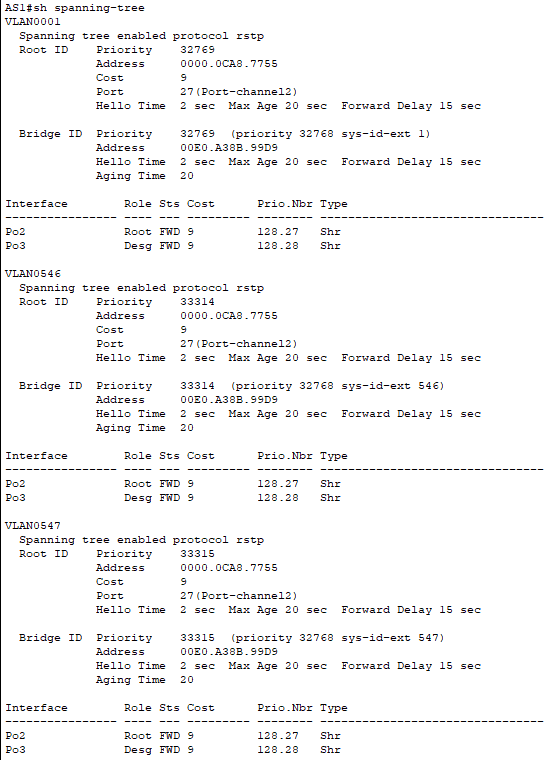 AS1#sh spanning-tree
VLAN0001
  Spanning tree enabled protocol rstp
  Root ID    Priority    32769
             Address     0000.0CA8.7755
             Cost        9
             Port        27(Port-channel2)
             Hello Time  2 sec  Max Age 20 sec  Forward Delay 15 sec

  Bridge ID  Priority    32769  (priority 32768 sys-id-ext 1)
             Address     00E0.A38B.99D9
             Hello Time  2 sec  Max Age 20 sec  Forward Delay 15 sec
             Aging Time  20

Interface        Role Sts Cost      Prio.Nbr Type
---------------- ---- --- --------- -------- --------------------------------
Po2              Root FWD 9         128.27   Shr
Po3              Desg FWD 9         128.28   Shr

VLAN0546
  Spanning tree enabled protocol rstp
  Root ID    Priority    33314
             Address     0000.0CA8.7755
             Cost        9
             Port        27(Port-channel2)
             Hello Time  2 sec  Max Age 20 sec  Forward Delay 15 sec

  Bridge ID  Priority    33314  (priority 32768 sys-id-ext 546)
             Address     00E0.A38B.99D9
             Hello Time  2 sec  Max Age 20 sec  Forward Delay 15 sec
             Aging Time  20

Interface        Role Sts Cost      Prio.Nbr Type
---------------- ---- --- --------- -------- --------------------------------
Po2              Root FWD 9         128.27   Shr
Po3              Desg FWD 9         128.28   Shr

VLAN0547
  Spanning tree enabled protocol rstp
  Root ID    Priority    33315
             Address     0000.0CA8.7755
             Cost        9
             Port        27(Port-channel2)
             Hello Time  2 sec  Max Age 20 sec  Forward Delay 15 sec

  Bridge ID  Priority    33315  (priority 32768 sys-id-ext 547)
             Address     00E0.A38B.99D9
             Hello Time  2 sec  Max Age 20 sec  Forward Delay 15 sec
             Aging Time  20

Interface        Role Sts Cost      Prio.Nbr Type
---------------- ---- --- --------- -------- --------------------------------
Po2              Root FWD 9         128.27   Shr
Po3              Desg FWD 9         128.28   Shr